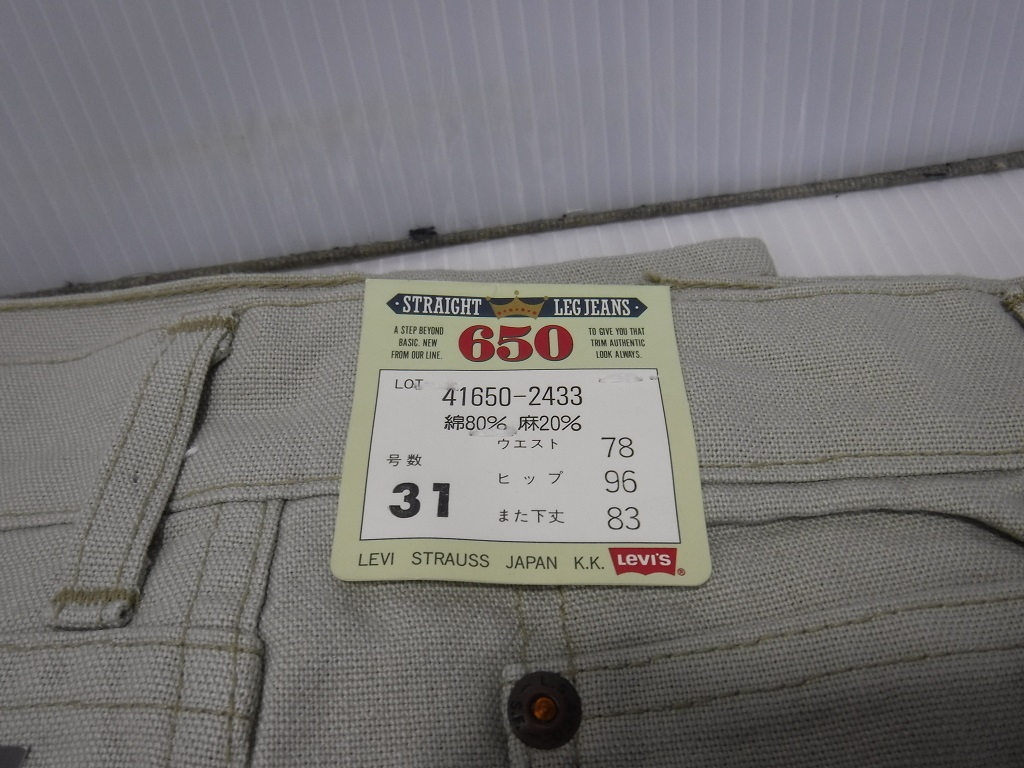 STRAIGHT LEG JEANS
A STEP BEYOND
BASIC. NEW
FROM OUR LINE.
650
TO GIVE YOU THAT
TRIM AUTHENTIC
LOOK ALWAYS.
LOT
41650-2433
綿80% 麻20%
号数
31
ウエスト 78
ヒップ 96
また下丈 83
LEVI STRAUSS JAPAN K.K. LEVI'S®